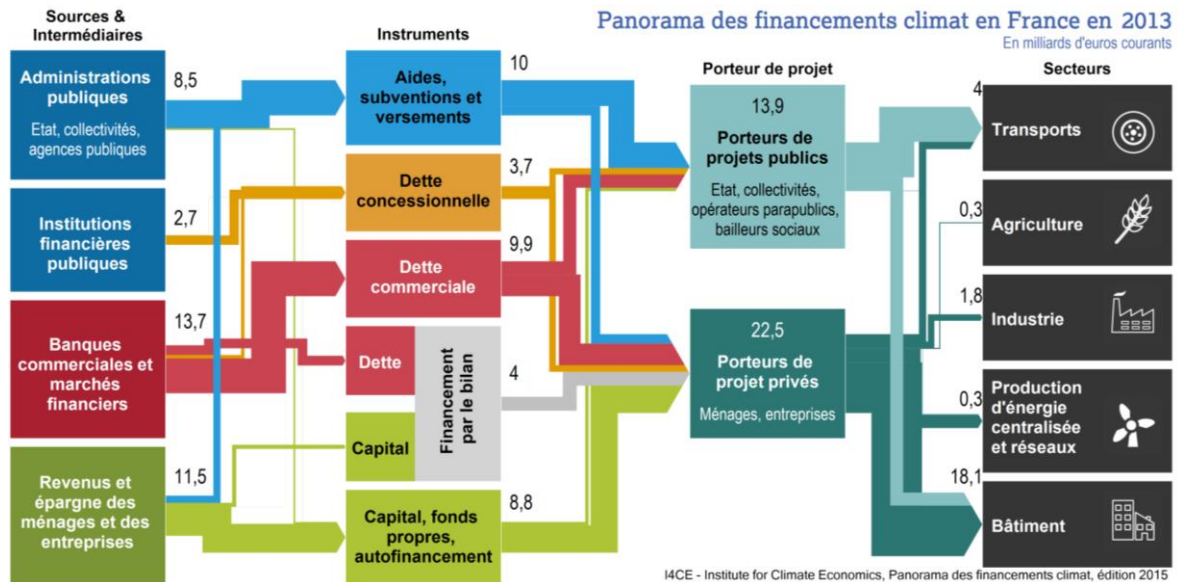 Panorama des financements climat en France en 2013
En milliards d'euros courants
Sources &
Intermédiaires
Administrations
publiques
Etat, collectivités,
agences publiques
8,5
Institutions
financières
publiques
2,7
Banques
commerciales et
marchés
financiers
13,7
Revenus et
épargne des
ménages et des
entreprises
11,5
Instruments
Aides,
subventions et
versements
10
Dette
concessionnelle
3,7
Dette
commerciale
9,9
Dette
Capital
Financement
par le bilan
4
Capital, fonds
propres,
autofinancement
8,8
Porteur de projet
13,9
Porteurs de
projets publics
Etat, collectivités,
opérateurs parapublics,
bailleurs sociaux
22,5
Porteurs de
projet privés
Ménages, entreprises
Secteurs
4
Transports
0,3
Agriculture
1,8
Industrie
0,3
Production
d'énergie
centralisée
et réseaux
18,1
Bâtiment
I4CE - Institute for Climate Economics, Panorama des financements climat, édition 2015